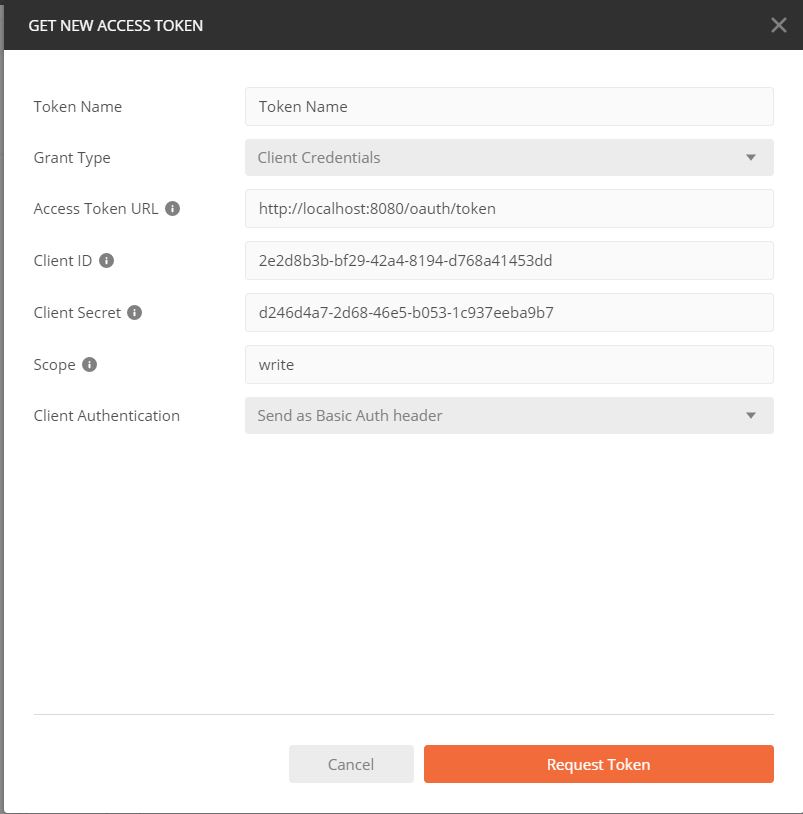 GET NEW ACCESS TOKEN
Token Name Token Name
Grant Type Client Credentials
Access Token URL http://localhost:8080/oauth/token
Client ID 2e2d8b3b-bf29-42a4-8194-d768a41453dd
Client Secret d246d4a7-2d68-46e5-b053-1c937eeba9b7
Scope write
Client Authentication Send as Basic Auth header
Cancel Request Token